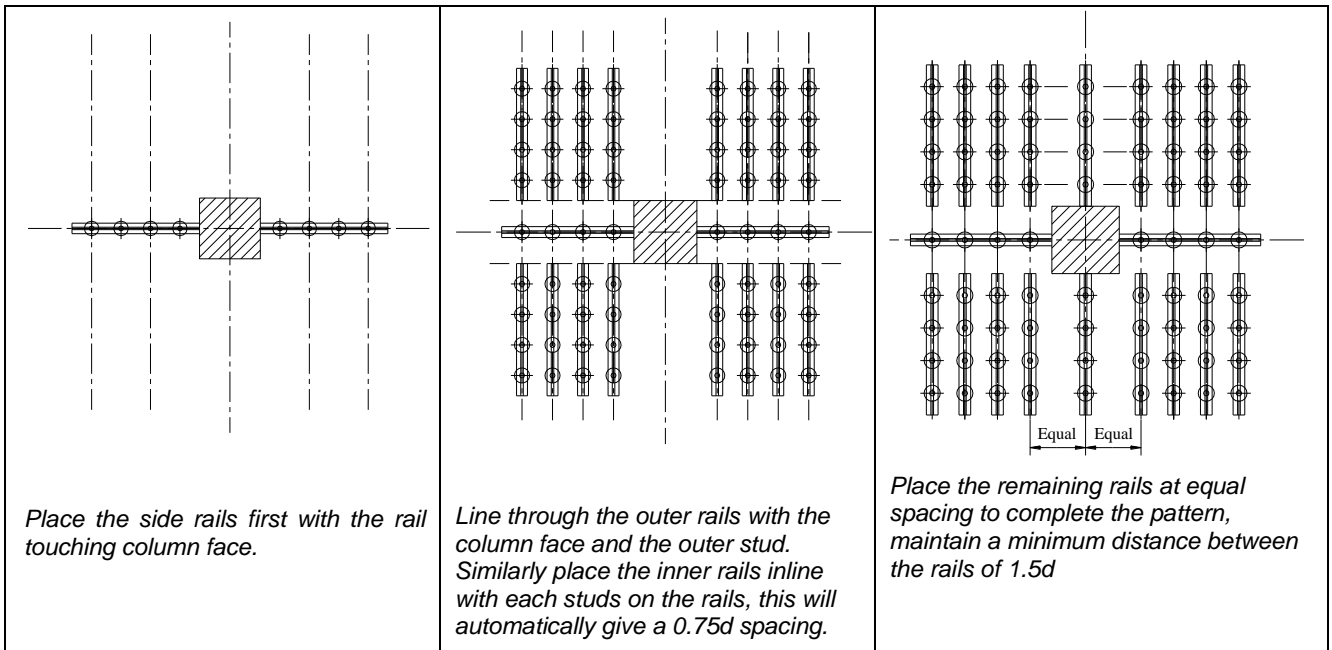 Place the side rails first with the rail
touching column face.
Line through the outer rails with the
column face and the outer stud.
Similarly place the inner rails inline
with each studs on the rails, this will
automatically give a 0.75d spacing.
Equal Equal
Place the remaining rails at equal
spacing to complete the pattern,
maintain a minimum distance between
the rails of 1.5d